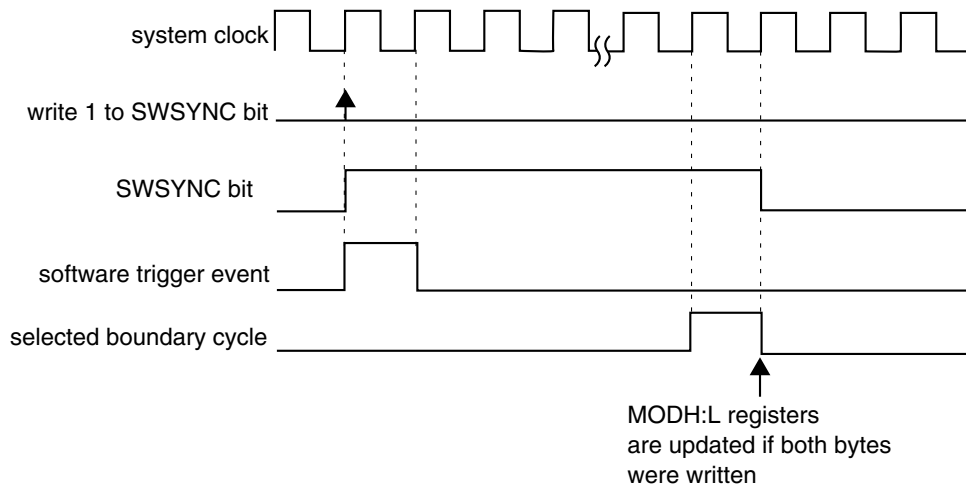 system clock
write 1 to SWSYNC bit
SWSYNC bit
software trigger event
selected boundary cycle
MODH:L registers
are updated if both bytes
were written